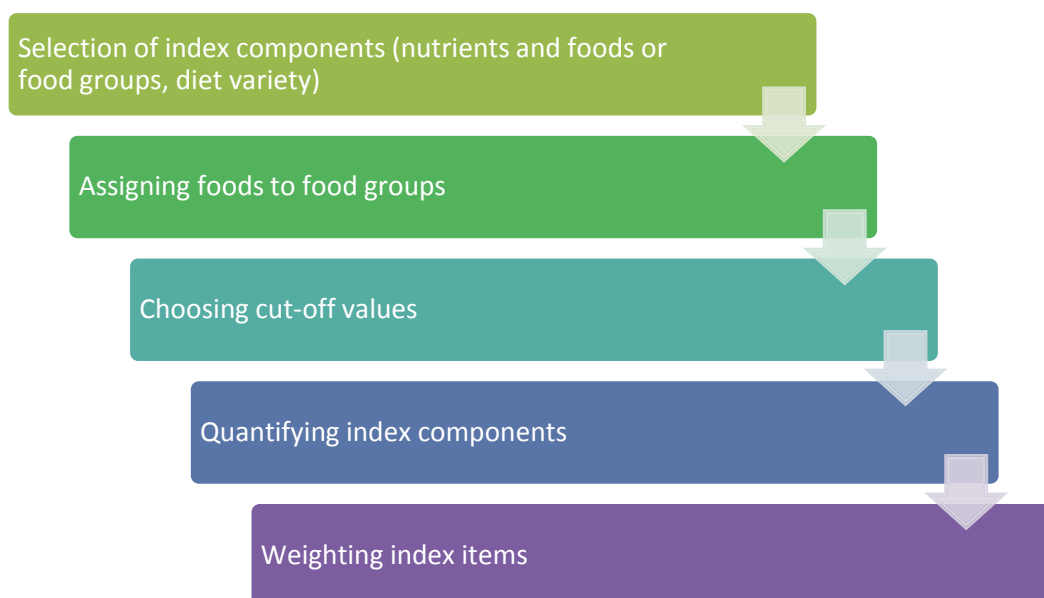 Selection of index components (nutrients and foods or
food groups, diet variety)
Assigning foods to food groups
Choosing cut-off values
Quantifying index components
Weighting index items